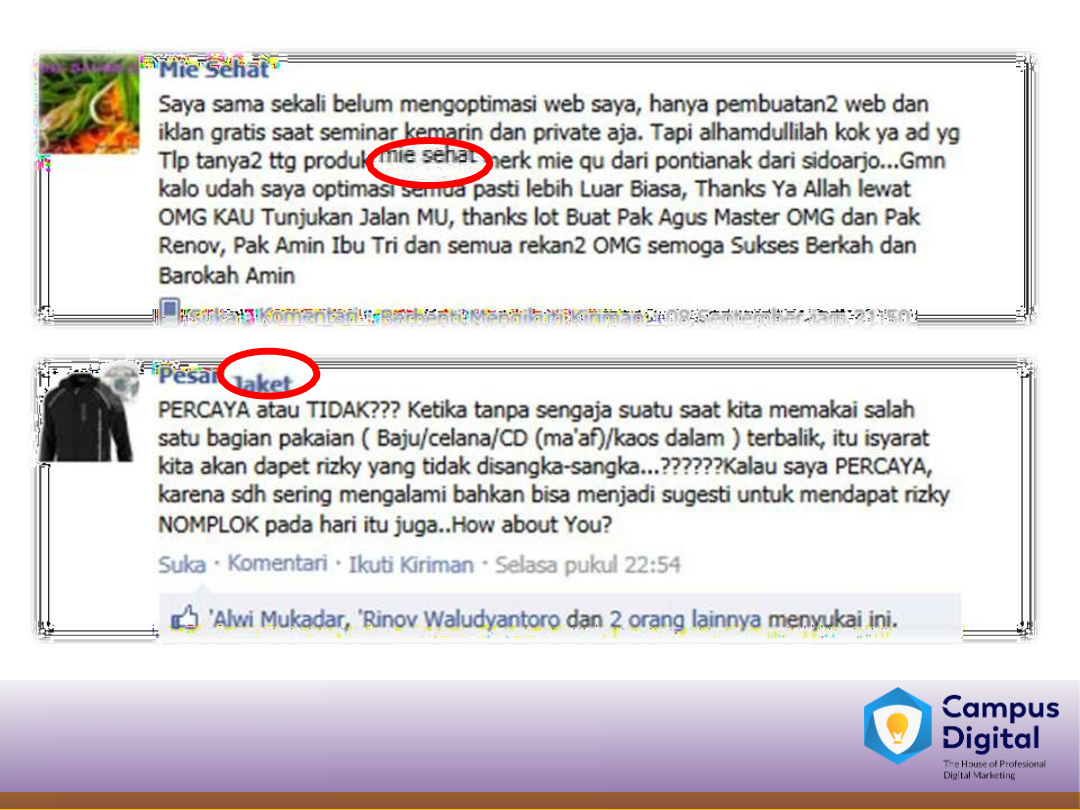 Mie Sehat
Saya sama sekali belum mengoptimasi web saya, hanya pembuatan2 web dan
iklan gratis saat seminar kemarin dan private aja. Tapi alhamdullilah kok ya ad yg
Tlp tanya2 ttg produk mie sehat merk mie qu dari pontianak dari sidoarjo...Gmn
kalo udah saya optimasi semua pasti lebih Luar Biasa, Thanks Ya Allah lewat
OMG KAU Tunjukan Jalan MU, thanks lot Buat Pak Agus Master OMG dan Pak
Renov, Pak Amin Ibu Tri dan semua rekan2 OMG semoga Sukses Berkah dan
Barokah Amin
Suka · Komentari · Berhenti Mengikuti Kiriman · 08 September jam 21:50
Pesan Jaket
PERCAYA atau TIDAK??? Ketika tanpa sengaja suatu saat kita memakai salah
satu bagian pakaian ( Baju/celana/CD (ma'af)/kaos dalam ) terbalik, itu isyarat
kita akan dapet rizky yang tidak disangka-sangka...??????Kalau saya PERCAYA,
karena sdh sering mengalami bahkan bisa menjadi sugesti untuk mendapat rizky
NOMPLOK pada hari itu juga..How about You?
Suka · Komentari · Ikuti Kiriman · Selasa pukul 22:54
'Alwi Mukadar, 'Rinov Waludyantoro dan 2 orang lainnya menyukai ini.
Campus
Digital
The House of Profesional
Digital Marketing